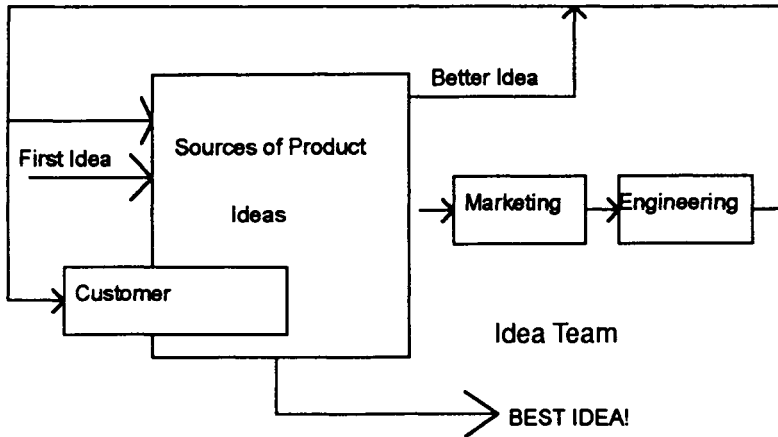 Better Idea
First Idea
Sources of Product
Ideas
Marketing
Engineering
Customer
Idea Team
BEST IDEA!